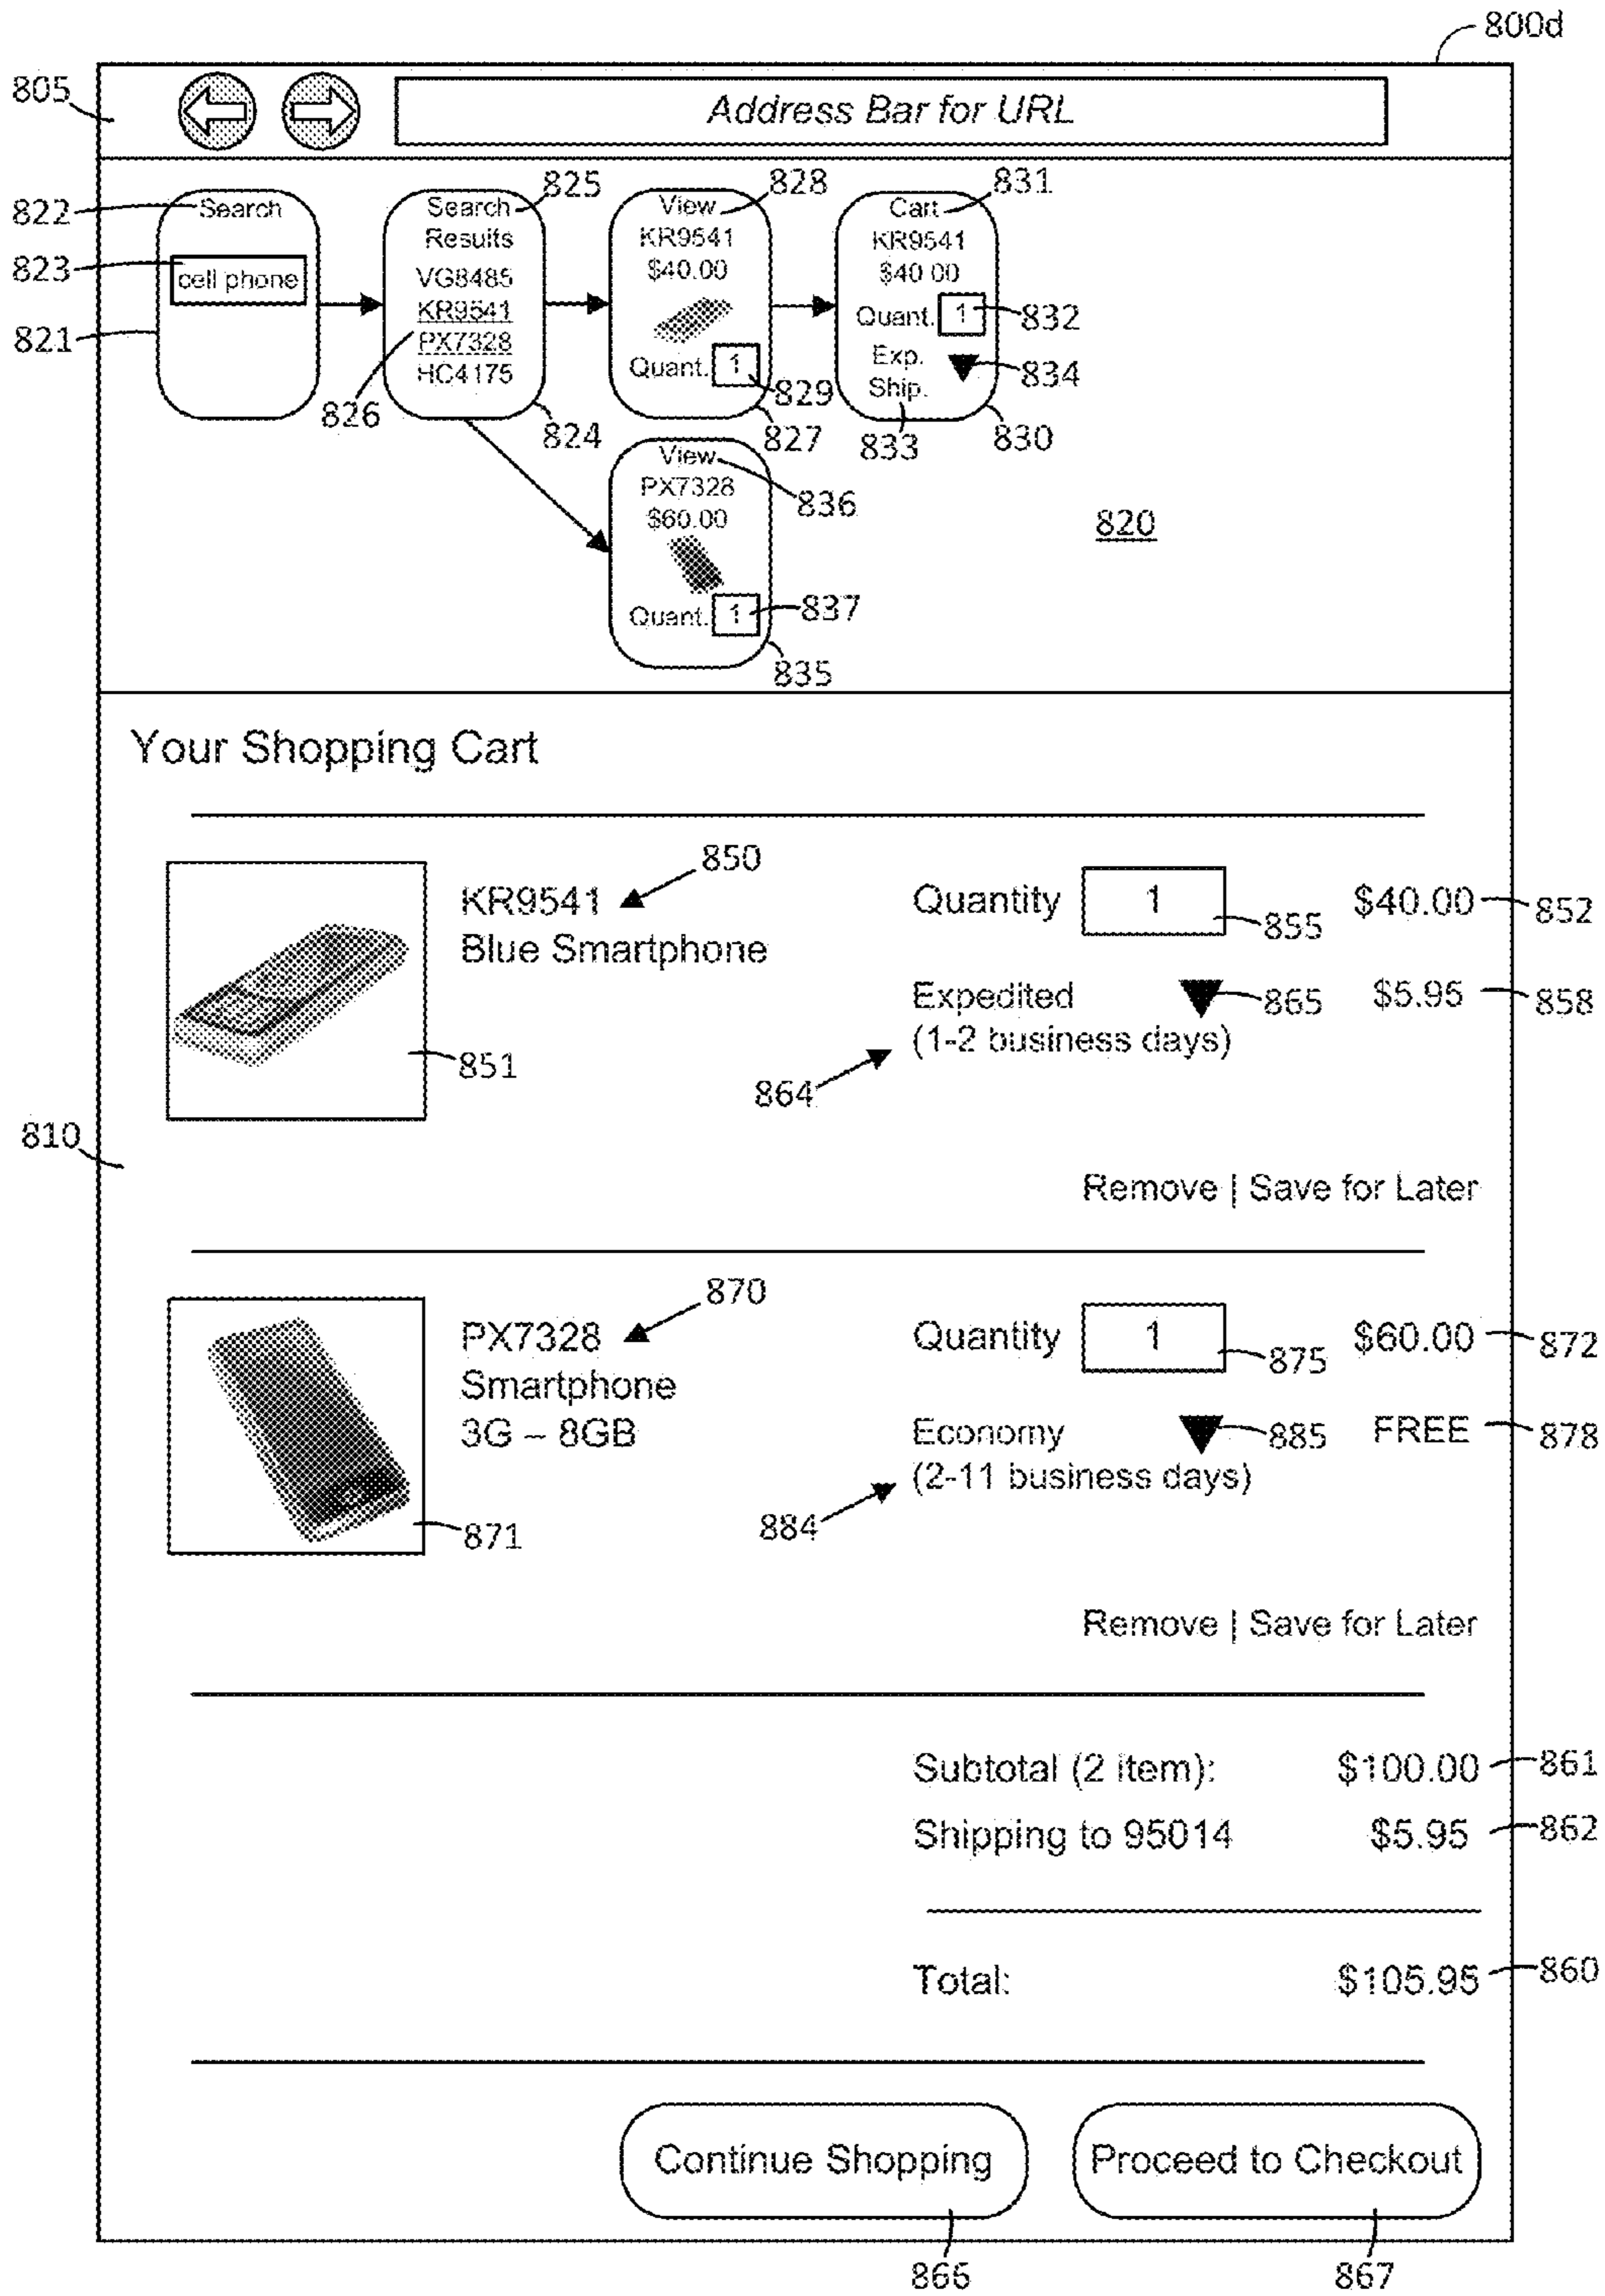 800d
805
Address Bar for URL
822
Search
823
cell phone
821
825
Search
Results
VG8485
KR9541
PX7328
HC4175
826
824
828
View
KR9541
$40.00
Quant. 1
829
827
831
Cart
KR9541
$40 00
Quant. 1
832
Exp.
Ship.
834
833
830
View
836
PX7328
$60.00
Quant. 1
837
835
820
Your Shopping Cart
850
KR9541
Blue Smartphone
851
Quantity 1 $40.00
855
852
Expedited
865
$5.95
858
(1-2 business days)
864
810
Remove | Save for Later
870
PX7328
Smartphone
3G – 8GB
871
Quantity 1 $60.00
875
872
Economy
885
FREE
878
(2-11 business days)
884
Remove | Save for Later
Subtotal (2 item): $100.00
861
Shipping to 95014 $5.95
862
Total: $105.95
860
Continue Shopping
Proceed to Checkout
866
867